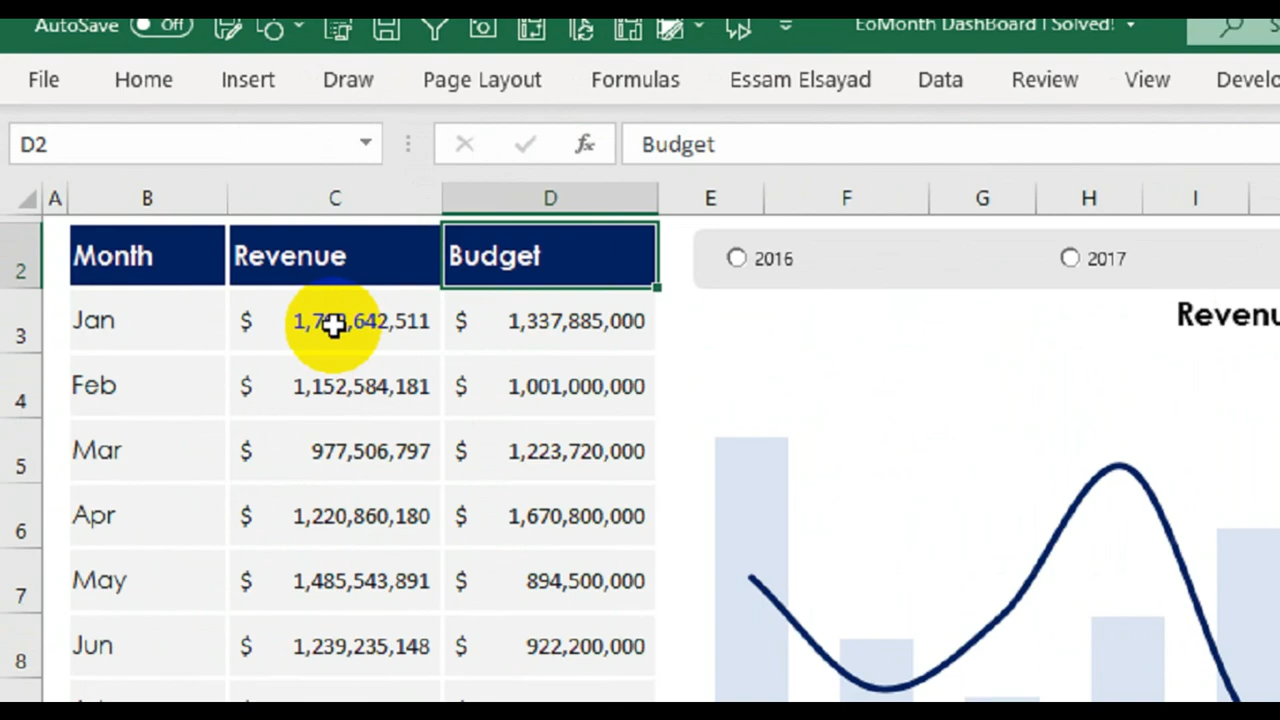 AutoSave Off EoMonth DashBoard | Solved!
File Home Insert Draw Page Layout Formulas Essam Elsayad Data Review View
D2 fx Budget
A B C D E F G H I
2 Month Revenue Budget 2016 2017
3 Jan $ $ 1,337,885,000
4 Feb $ 1,152,584,181 $ 1,001,000,000
5 Mar $ 977,506,797 $ 1,223,720,000
6 Apr $ 1,220,860,180 $ 1,670,800,000
7 May $ 1,485,543,891 $ 894,500,000
8 Jun $ 1,239,235,148 $ 922,200,000